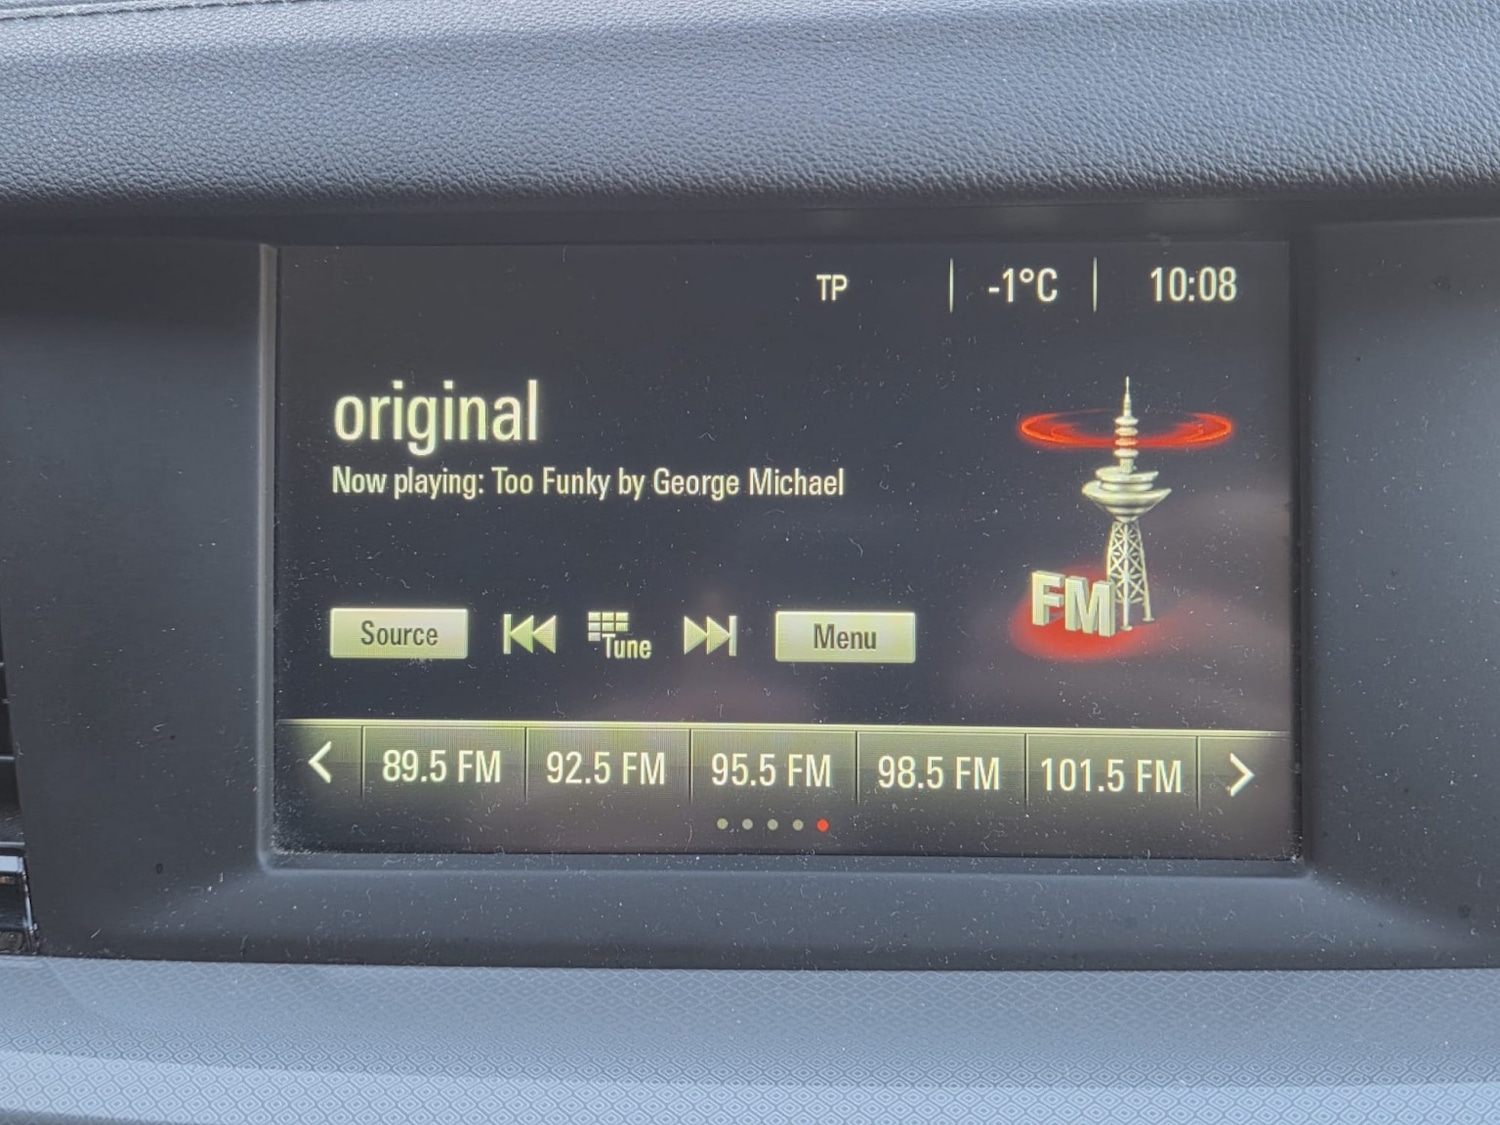 TP -1°C 10:08
original
Now playing: Too Funky by George Michael
FM
Source Tune Menu
89.5 FM 92.5 FM 95.5 FM 98.5 FM 101.5 FM